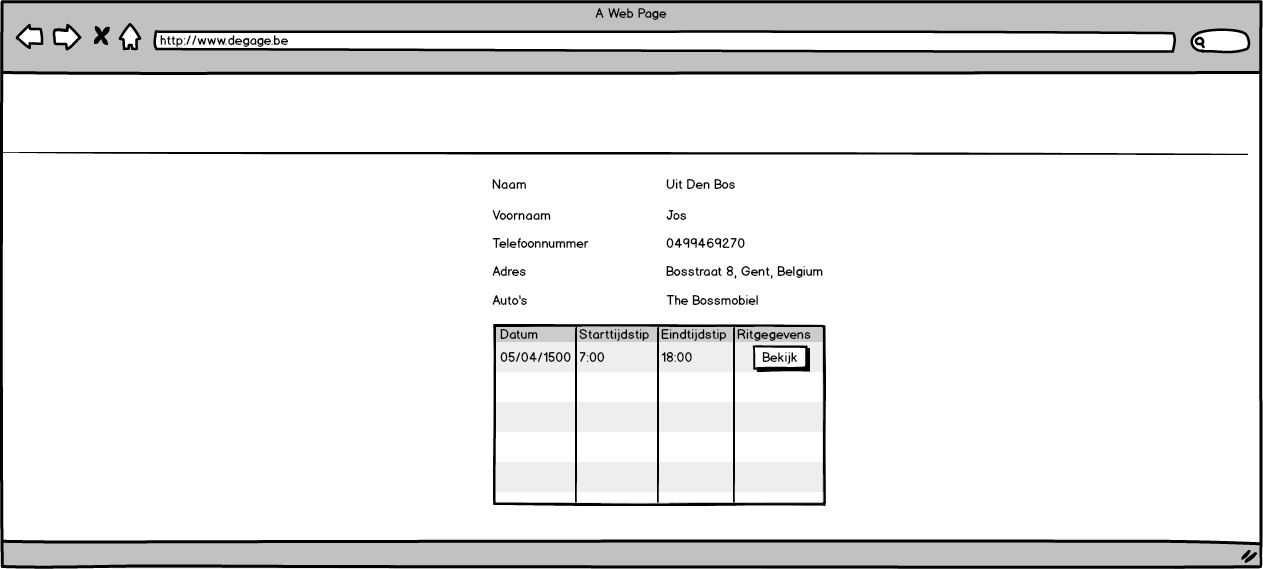 A Web Page
http://www.degage.be
Naam Uit Den Bos
Voornaam Jos
Telefoonnummer 0499469270
Adres Bosstraat 8, Gent, Belgium
Auto's The Bossmobiel
Datum Starttijdstip Eindtijdstip Ritgegevens
05/04/1500 7:00 18:00 Bekijk